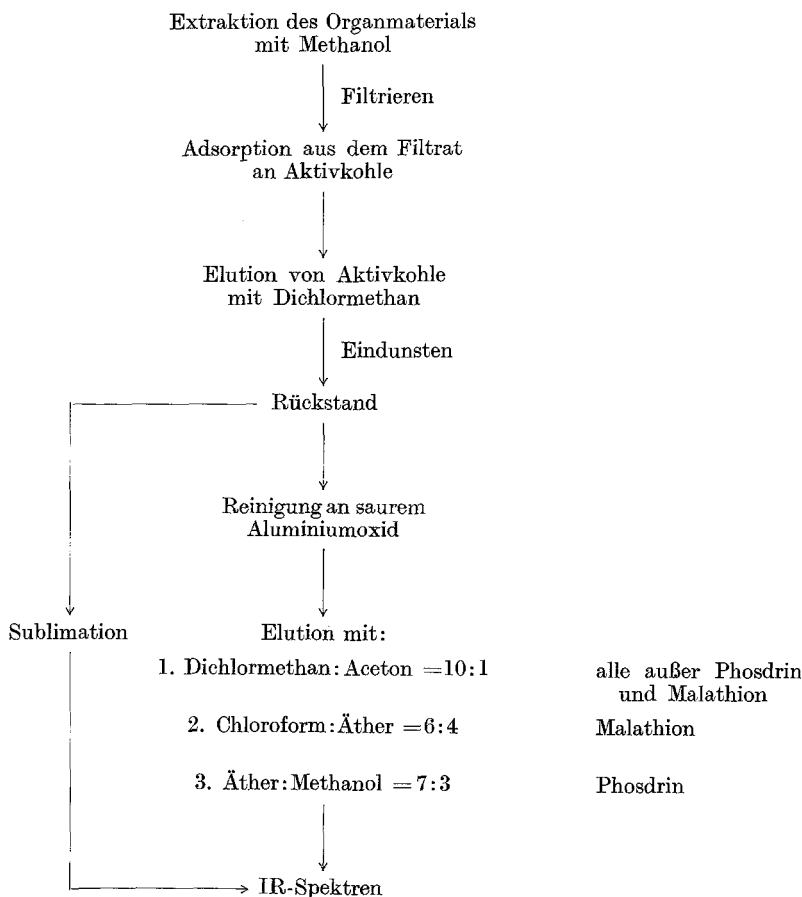 Extraktion des Organmaterials
mit Methanol
Filtrieren
Adsorption aus dem Filtrat
an Aktivkohle
Elution von Aktivkohle
mit Dichlormethan
Eindunsten
Rückstand
Reinigung an saurem
Aluminiumoxid
Sublimation
Elution mit:
1. Dichlormethan:Aceton =10:1 alle außer Phosdrin
und Malathion
2. Chloroform:Äther =6:4 Malathion
3. Äther:Methanol =7:3 Phosdrin
IR-Spektren